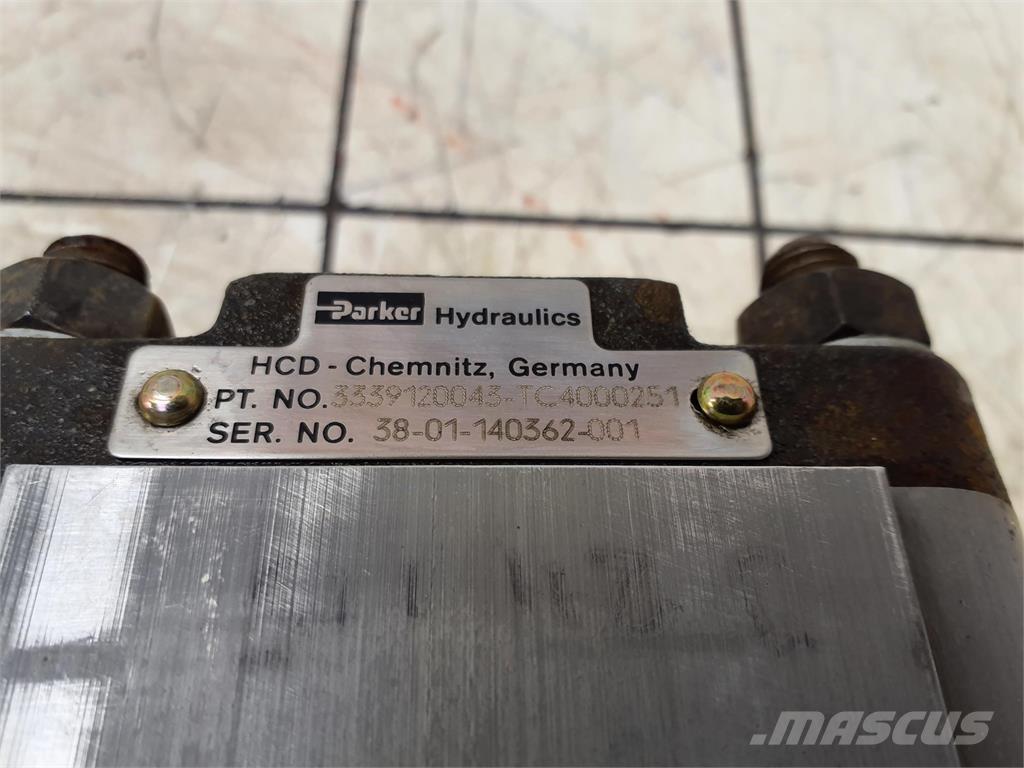 Parker Hydraulics
HCD - Chemnitz, Germany
PT. NO. 3339120043-TC4000251
SER. NO. 38-01-140362-001
MASCUS